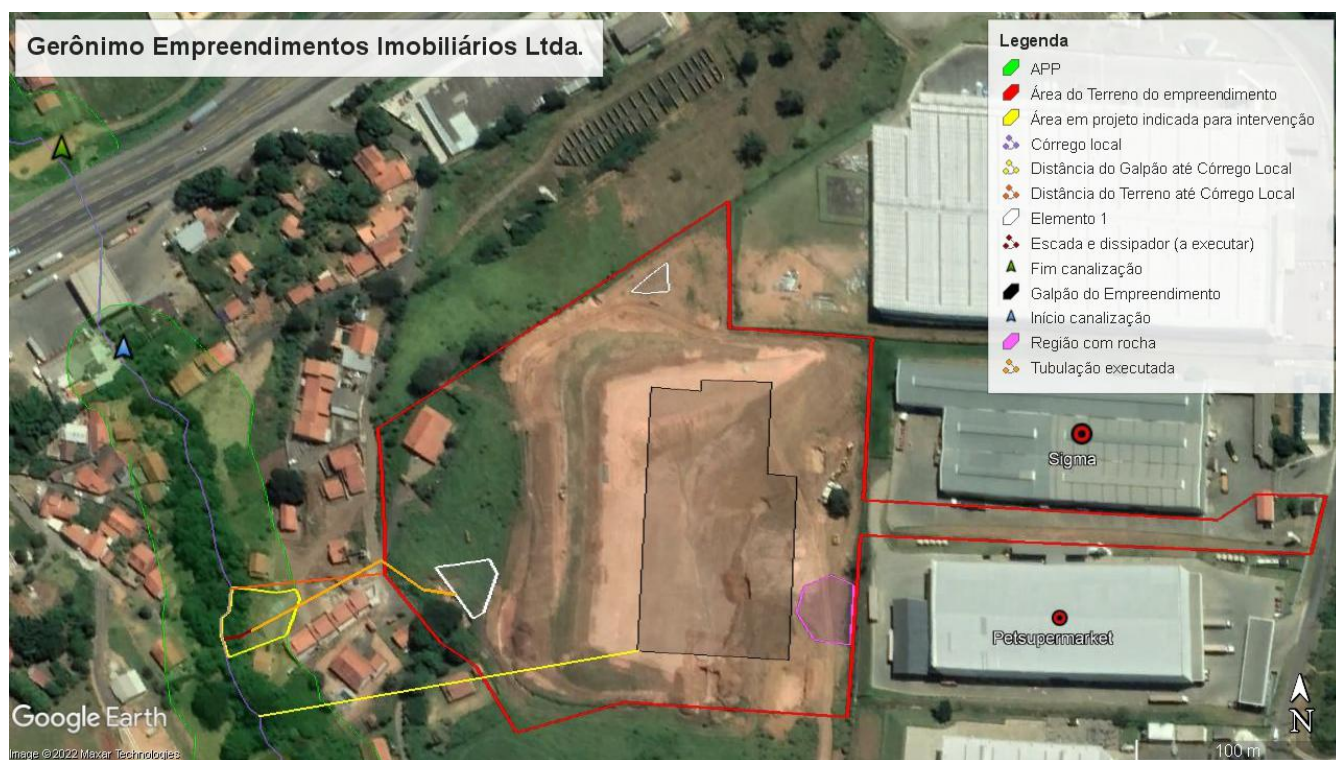 Gerônimo Empreendimentos Imobiliários Ltda.
Legenda
APP
Área do Terreno do empreendimento
Área em projeto indicada para intervenção
Córrego local
Distância do Galpão até Córrego Local
Distância do Terreno até Córrego Local
Elemento 1
Escada e dissipador (a executar)
Fim canalização
Galpão do Empreendimento
Início canalização
Região com rocha
Tubulação executada
Sigma
Petsupermarket
Google Earth
Image © 2022 Maxar Technologies
N
100 m